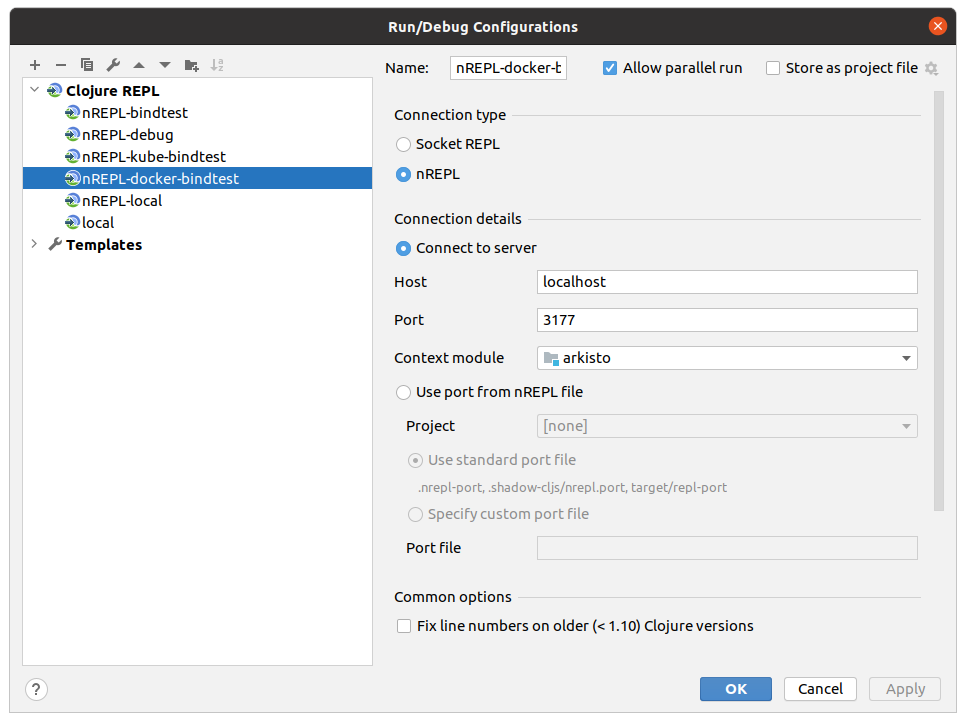 Run/Debug Configurations
Clojure REPL
nREPL-bindtest
nREPL-debug
nREPL-kube-bindtest
nREPL-docker-bindtest
nREPL-local
local
Templates
Name: nREPL-docker-b Allow parallel run Store as project file
Connection type
Socket REPL
nREPL
Connection details
Connect to server
Host localhost
Port 3177
Context module arkisto
Use port from nREPL file
Project [none]
Use standard port file
.nrepl-port, .shadow-cljs/nrepl.port, target/repl-port
Specify custom port file
Port file
Common options
Fix line numbers on older (< 1.10) Clojure versions
? OK Cancel Apply